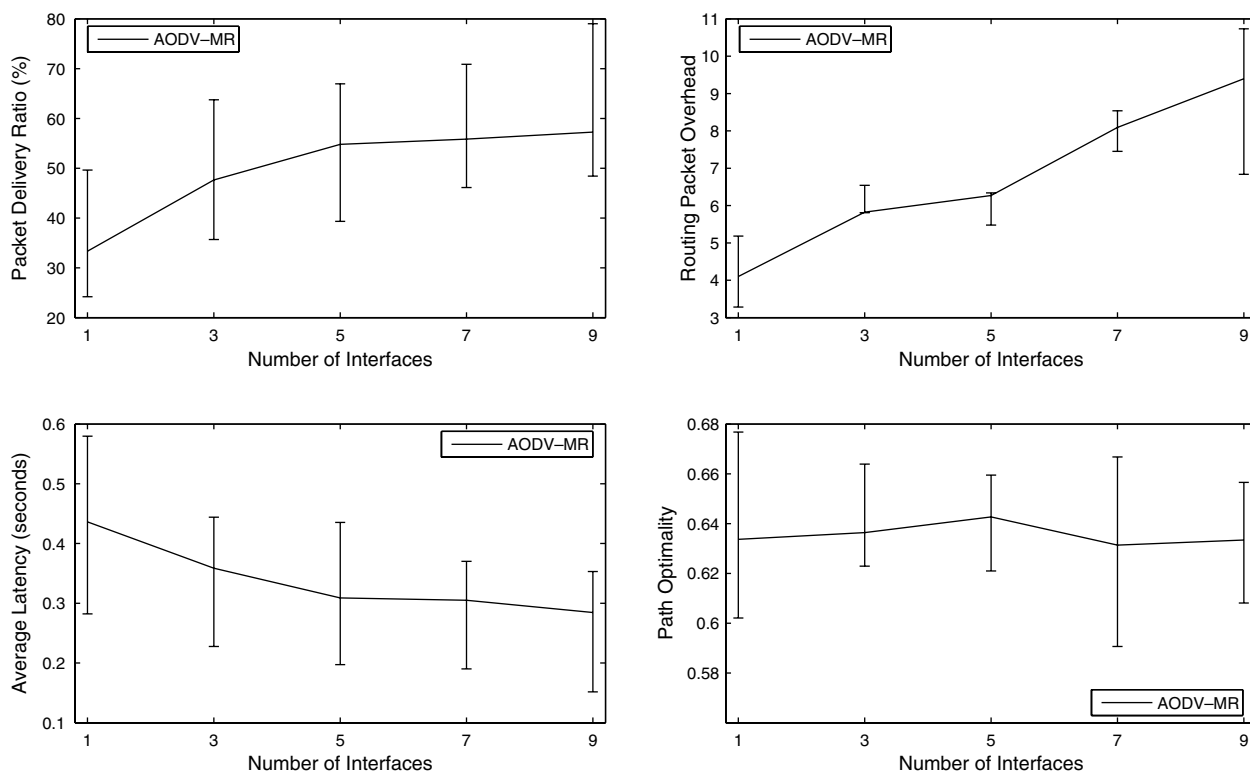 AODV–MR
Packet Delivery Ratio (%)
80
70
60
50
40
30
20
1 3 5 7 9
Number of Interfaces
AODV–MR
Routing Packet Overhead
11
10
9
8
7
6
5
4
3
1 3 5 7 9
Number of Interfaces
AODV–MR
Average Latency (seconds)
0.6
0.5
0.4
0.3
0.2
0.1
1 3 5 7 9
Number of Interfaces
Path Optimality
0.68
0.66
0.64
0.62
0.6
0.58
AODV–MR
1 3 5 7 9
Number of Interfaces